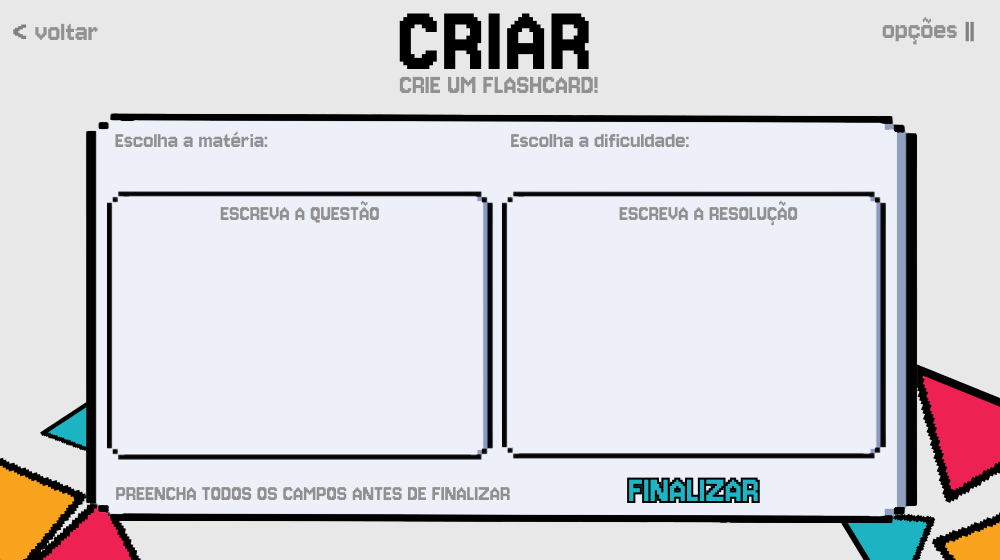 < voltar
CRIAR
opções ||
CRIE UM FLASHCARD!
Escolha a matéria:
Escolha a dificuldade:
ESCREVA A QUESTÃO
ESCREVA A RESOLUÇÃO
PREENCHA TODOS OS CAMPOS ANTES DE FINALIZAR
FINALIZAR